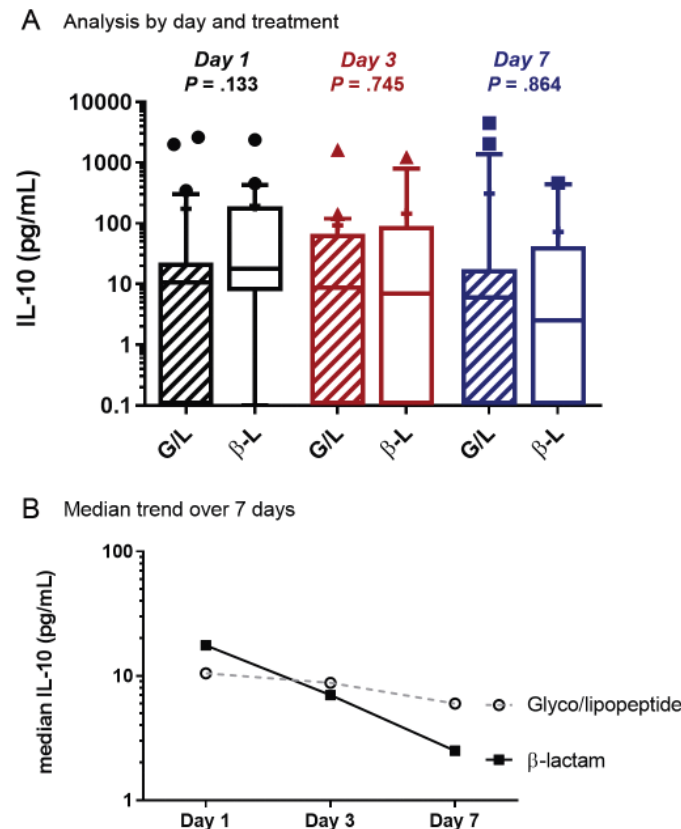 A Analysis by day and treatment
Day 1 Day 3 Day 7
P = .133 P = .745 P = .864
10000
1000
100
10
1
0.1
IL-10 (pg/mL)
G/L β-L G/L β-L G/L β-L
B Median trend over 7 days
100
10
1
median IL-10 (pg/mL)
Glyco/lipopeptide
β-lactam
Day 1 Day 3 Day 7